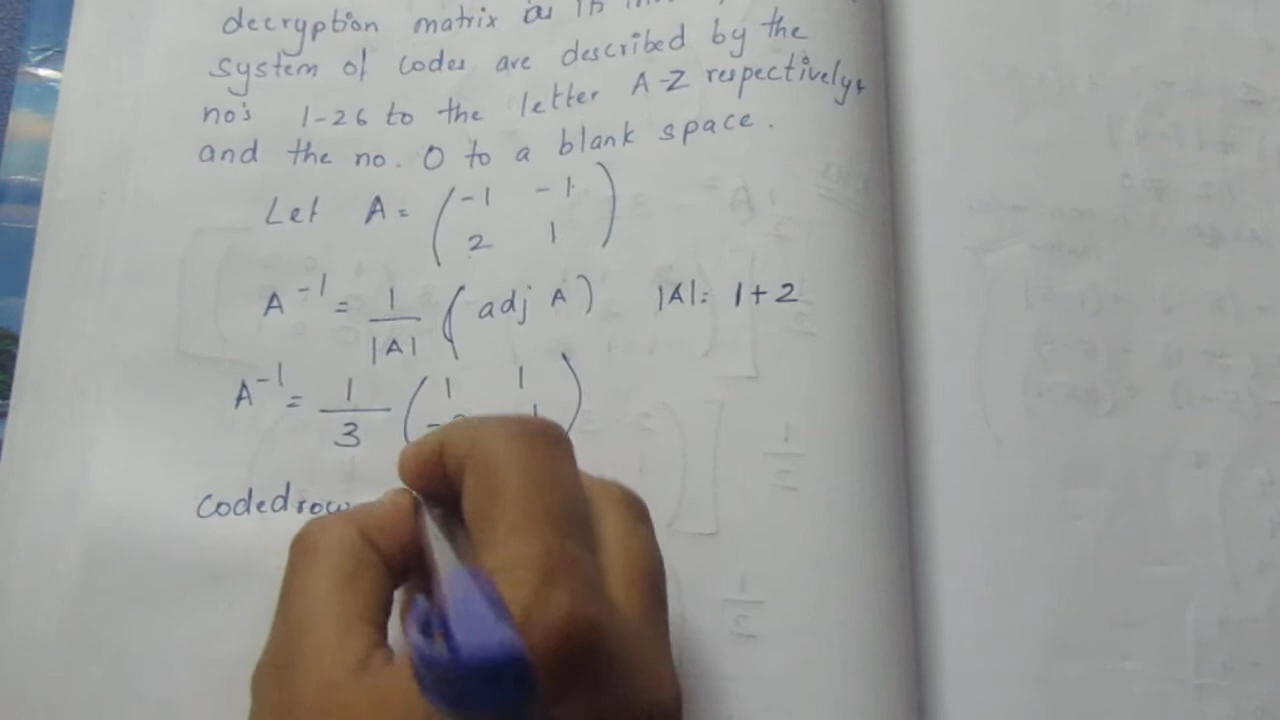 decryption matrix as
system of codes are described by the
no's 1-26 to the letter A-Z respectively,
and the no. 0 to a blank space.
Let A = ( -1 -1
2 1 )
A^-1 = 1/|A| ( adj A ) |A|= 1+2
A^-1 = 1/3 ( 1 1
Coded row